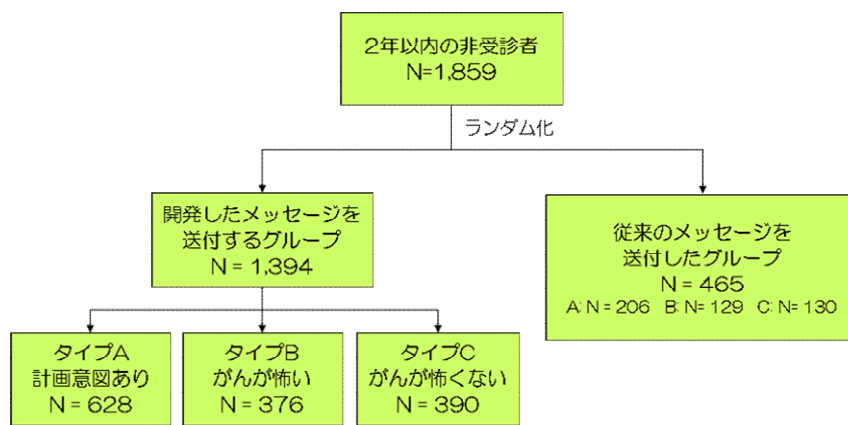 2年以内の非受診者
N=1,859
ランダム化
開発したメッセージを
送付するグループ
N = 1,394
従来のメッセージを
送付したグループ
N = 465
A: N = 206 B: N= 129 C: N= 130
タイプA
計画意図あり
N = 628
タイプB
がんが怖い
N = 376
タイプC
がんが怖くない
N = 390